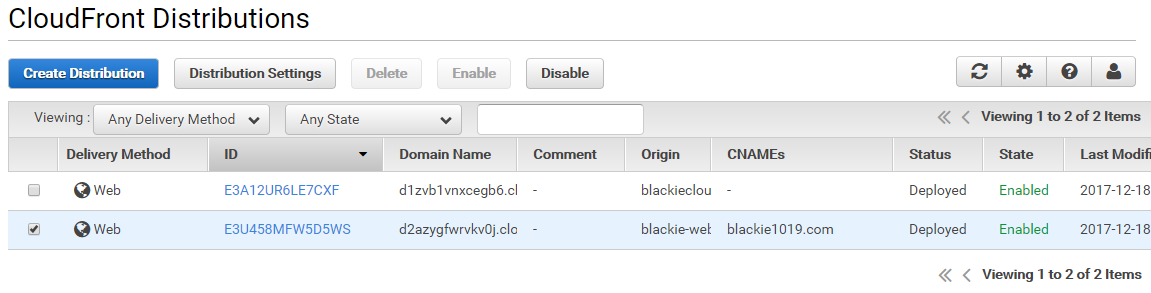 CloudFront Distributions
Create Distribution Distribution Settings Delete Enable Disable
Viewing : Any Delivery Method Any State Viewing 1 to 2 of 2 Items
Delivery Method ID Domain Name Comment Origin CNAMEs Status State Last Modifi
Web E3A12UR6LE7CXF d1zvb1vnxcegb6.cl - blackieclou - Deployed Enabled 2017-12-18
Web E3U458MFW5D5WS d2azygfwrvkv0j.clo - blackie-web blackie1019.com Deployed Enabled 2017-12-18
Viewing 1 to 2 of 2 Items